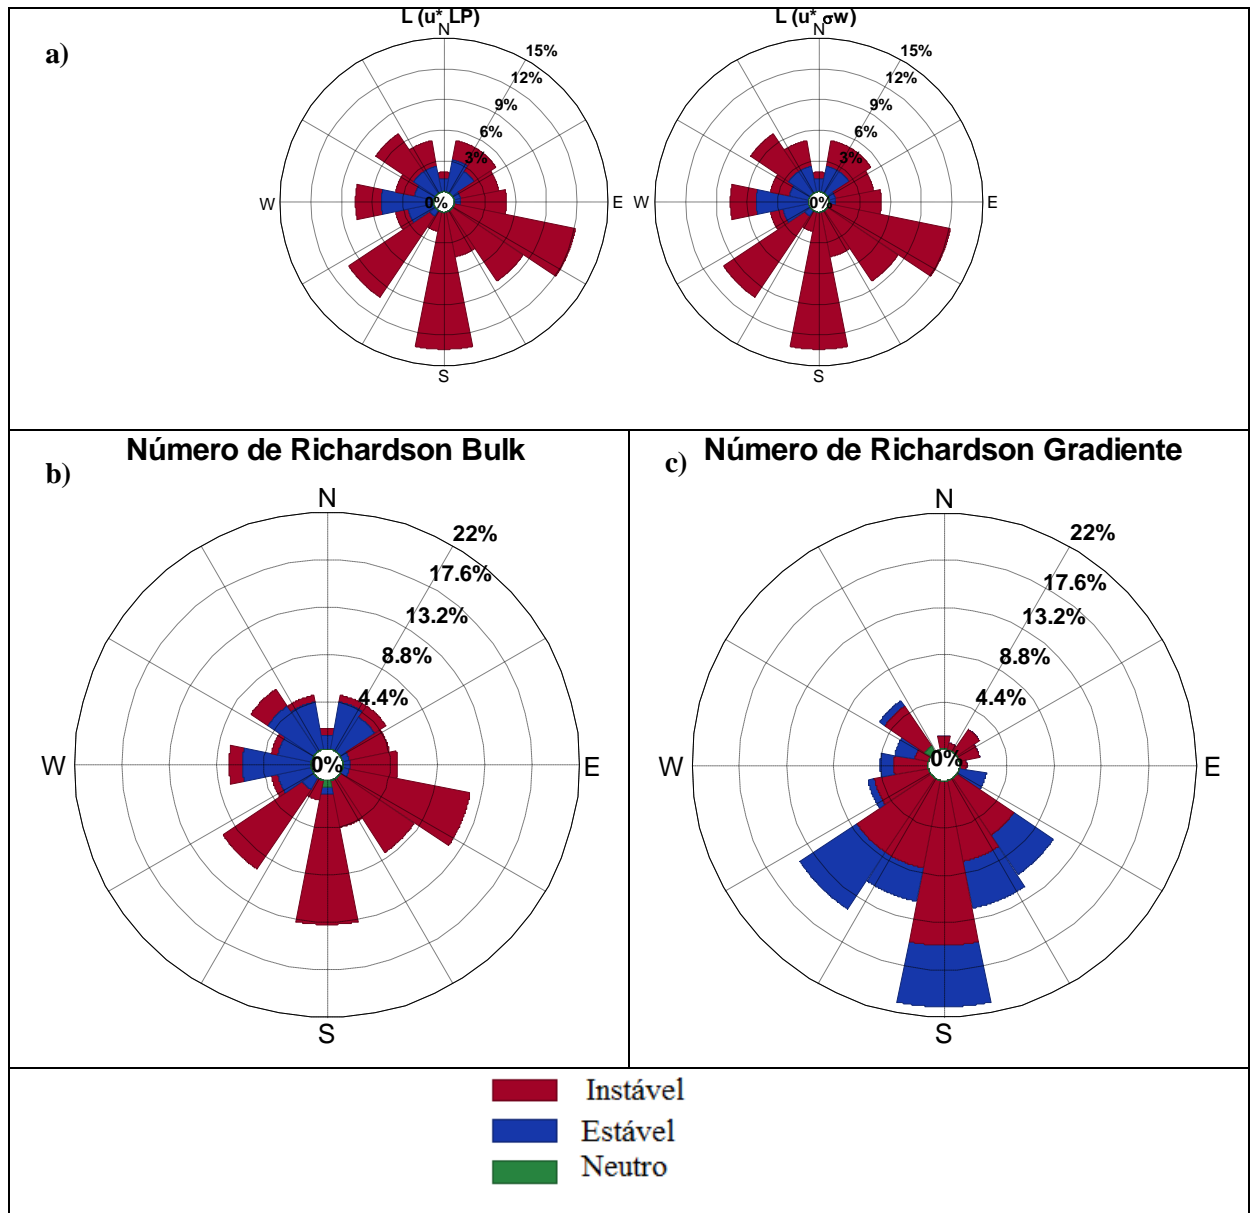 a)
L (u* LP)
N
15%
12%
9%
6%
3%
0%
W
E
S
L (u* σw)
N
15%
12%
9%
6%
3%
0%
W
E
S
b)
Número de Richardson Bulk
N
22%
17.6%
13.2%
8.8%
4.4%
0%
W
E
S
c)
Número de Richardson Gradiente
N
22%
17.6%
13.2%
8.8%
4.4%
0%
W
E
S
Instável
Estável
Neutro